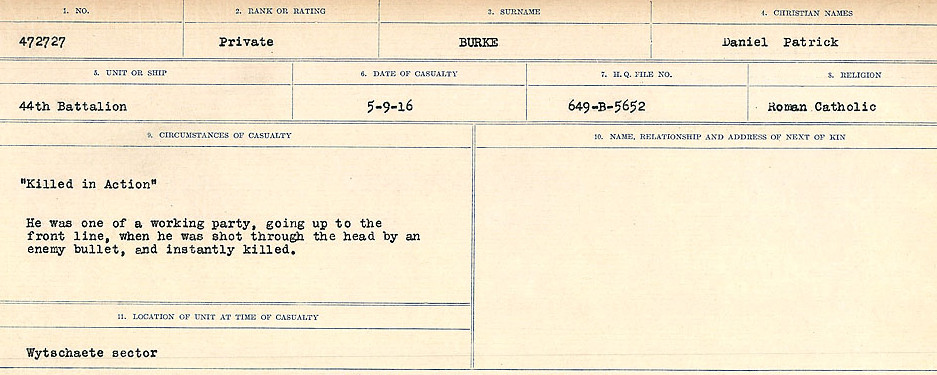 1. NO. 2. RANK OR RATING 3. SURNAME 4. CHRISTIAN NAMES
472727 Private BURKE Daniel Patrick
5. UNIT OR SHIP 6. DATE OF CASUALTY 7. H.Q. FILE NO. 8. RELIGION
44th Battalion 5-9-16 649-B-5652 Roman Catholic
9. CIRCUMSTANCES OF CASUALTY 10. NAME, RELATIONSHIP AND ADDRESS OF NEXT OF KIN
"Killed in Action"
He was one of a working party, going up to the
front line, when he was shot through the head by an
enemy bullet, and instantly killed.
11. LOCATION OF UNIT AT TIME OF CASUALTY
Wytschaete sector